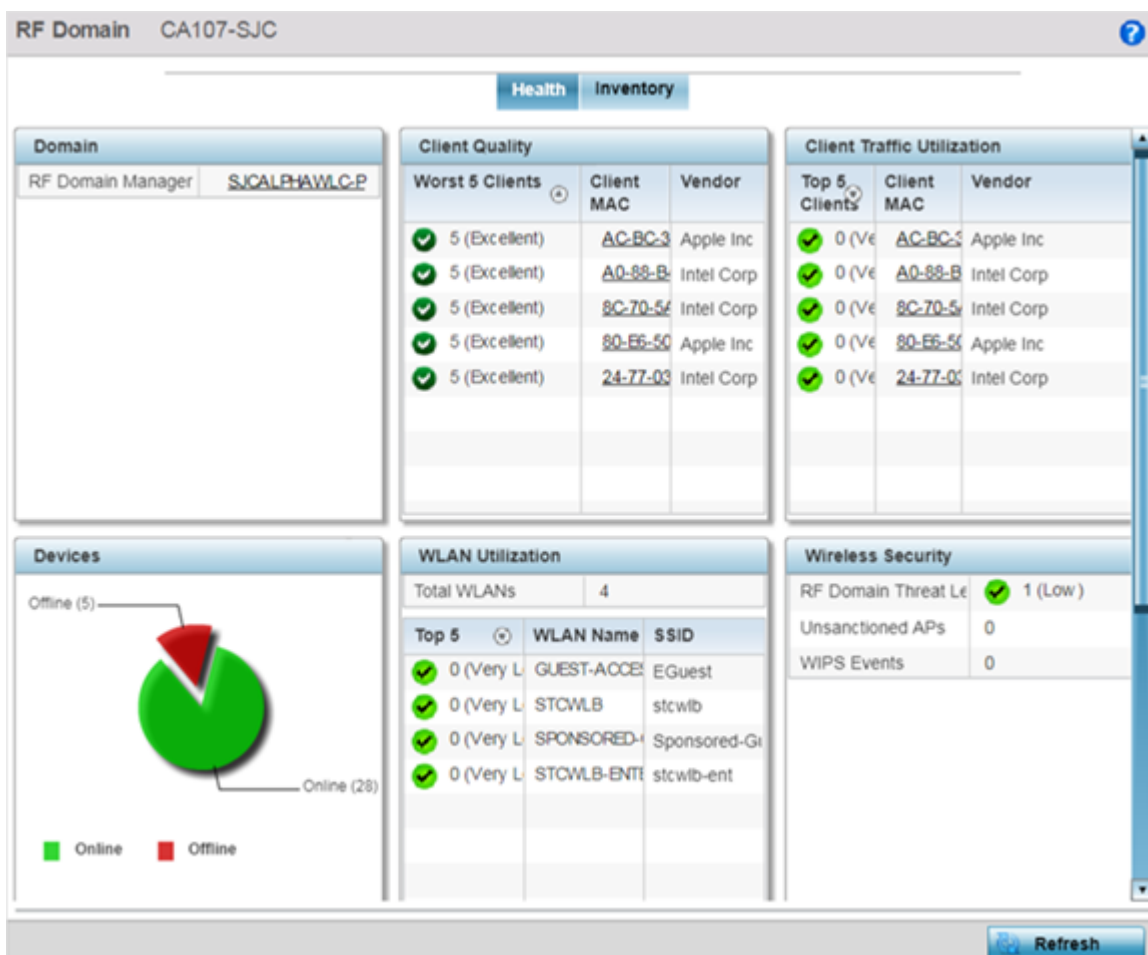 RF Domain CA107-SJC
Health Inventory
Domain
RF Domain Manager SJCALPHAWLC-P
Client Quality
Worst 5 Clients Client MAC Vendor
5 (Excellent) AC-BC-3 Apple Inc
5 (Excellent) A0-88-B Intel Corp
5 (Excellent) 8C-70-5A Intel Corp
5 (Excellent) 80-E6-50 Apple Inc
5 (Excellent) 24-77-03 Intel Corp
Client Traffic Utilization
Top 5 Clients Client MAC Vendor
0 (Ve AC-BC-3 Apple Inc
0 (Ve A0-88-B Intel Corp
0 (Ve 8C-70-5 Intel Corp
0 (Ve 80-E6-50 Apple Inc
0 (Ve 24-77-03 Intel Corp
Devices
Offline (5)
Online (28)
Online Offline
WLAN Utilization
Total WLANs 4
Top 5 WLAN Name SSID
0 (Very L GUEST-ACCES EGuest
0 (Very L STCWLB stcwlb
0 (Very L SPONSORED- Sponsored-Gu
0 (Very L STCWLB-ENTE stcwlb-ent
Wireless Security
RF Domain Threat Le 1 (Low)
Unsanctioned APs 0
WIPS Events 0
Refresh